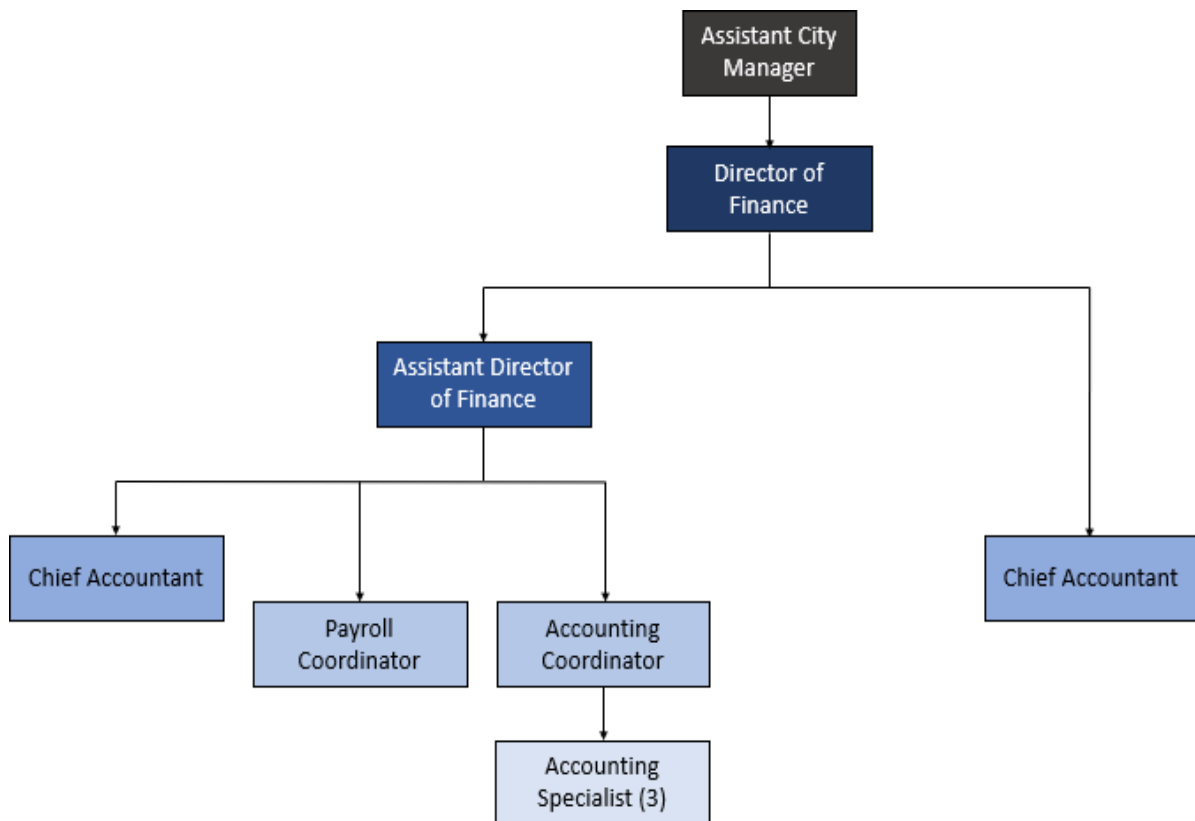 Assistant City
Manager
Director of
Finance
Assistant Director
of Finance
Chief Accountant
Chief Accountant
Payroll
Coordinator
Accounting
Coordinator
Accounting
Specialist (3)